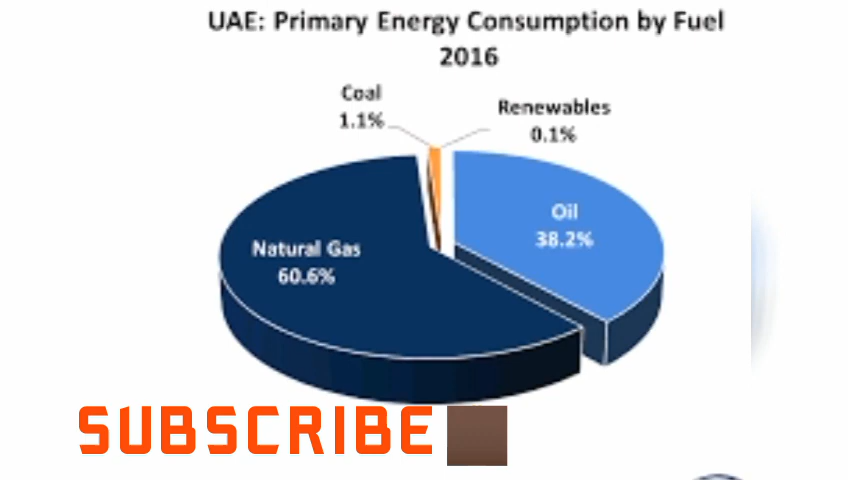 UAE: Primary Energy Consumption by Fuel
2016
Coal
1.1%
Renewables
0.1%
Oil
38.2%
Natural Gas
60.6%
SUBSCRIBE